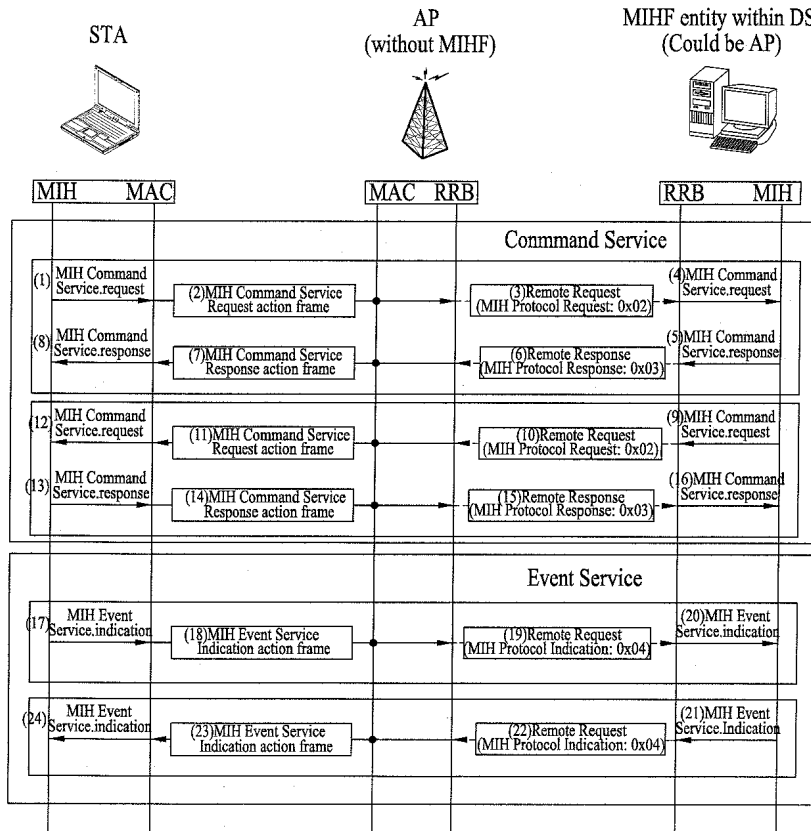 STA
AP
(without MIHF)
MIHF entity within DS
(Could be AP)
MIH MAC
MAC RRB
RRB MIH
Conmmand Service
(1) MIH Command
Service.request
(2)MIH Command Service
Request action frame
(3)Remote Request
(MIH Protocol Request: 0x02)
(4)MIH Command
Service.request
(8) MIH Command
Service.response
(7)MIH Command Service
Response action frame
(6)Remote Response
(MIH Protocol Response: 0x03)
(5)MIH Command
Service.response
(12) MIH Command
Service.request
(11)MIH Command Service
Request action frame
(10)Remote Request
(MIH Protocol Request: 0x02)
(9)MIH Command
Service.request
(13) MIH Command
Service.response
(14)MIH Command Service
Response action frame
(15)Remote Response
(MIH Protocol Response: 0x03)
(16)MIH Command
Service.response
Event Service
(17) MIH Event
Service.indication
(18)MIH Event Service
Indication action frame
(19)Remote Request
(MIH Protocol Indication: 0x04)
(20)MIH Event
Service.indication
(24) MIH Event
Service.indication
(23)MIH Event Service
Indication action frame
(22)Remote Request
(MIH Protocol Indication: 0x04)
(21)MIH Event
Service.Indication